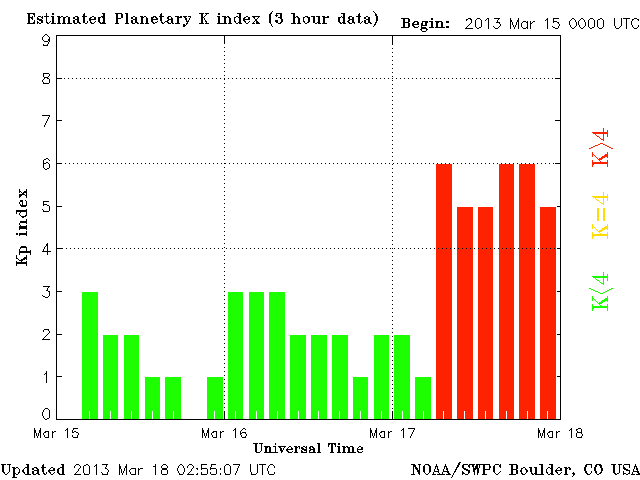 Estimated Planetary K index (3 hour data)
Begin: 2013 Mar 15 0000 UTC
9
8
7
6
5
4
3
2
1
0
Kp index
K>4
K=4
K<4
Mar 15
Mar 16
Mar 17
Mar 18
Universal Time
Updated 2013 Mar 18 02:55:07 UTC
NOAA/SWPC Boulder, CO USA